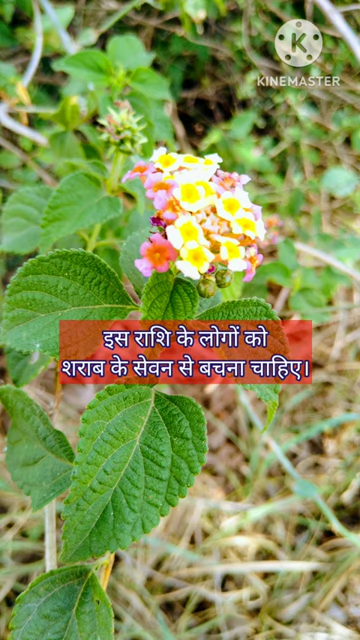 KINEMASTER
इस राशि के लोगों को
शराब के सेवन से बचना चाहिए।